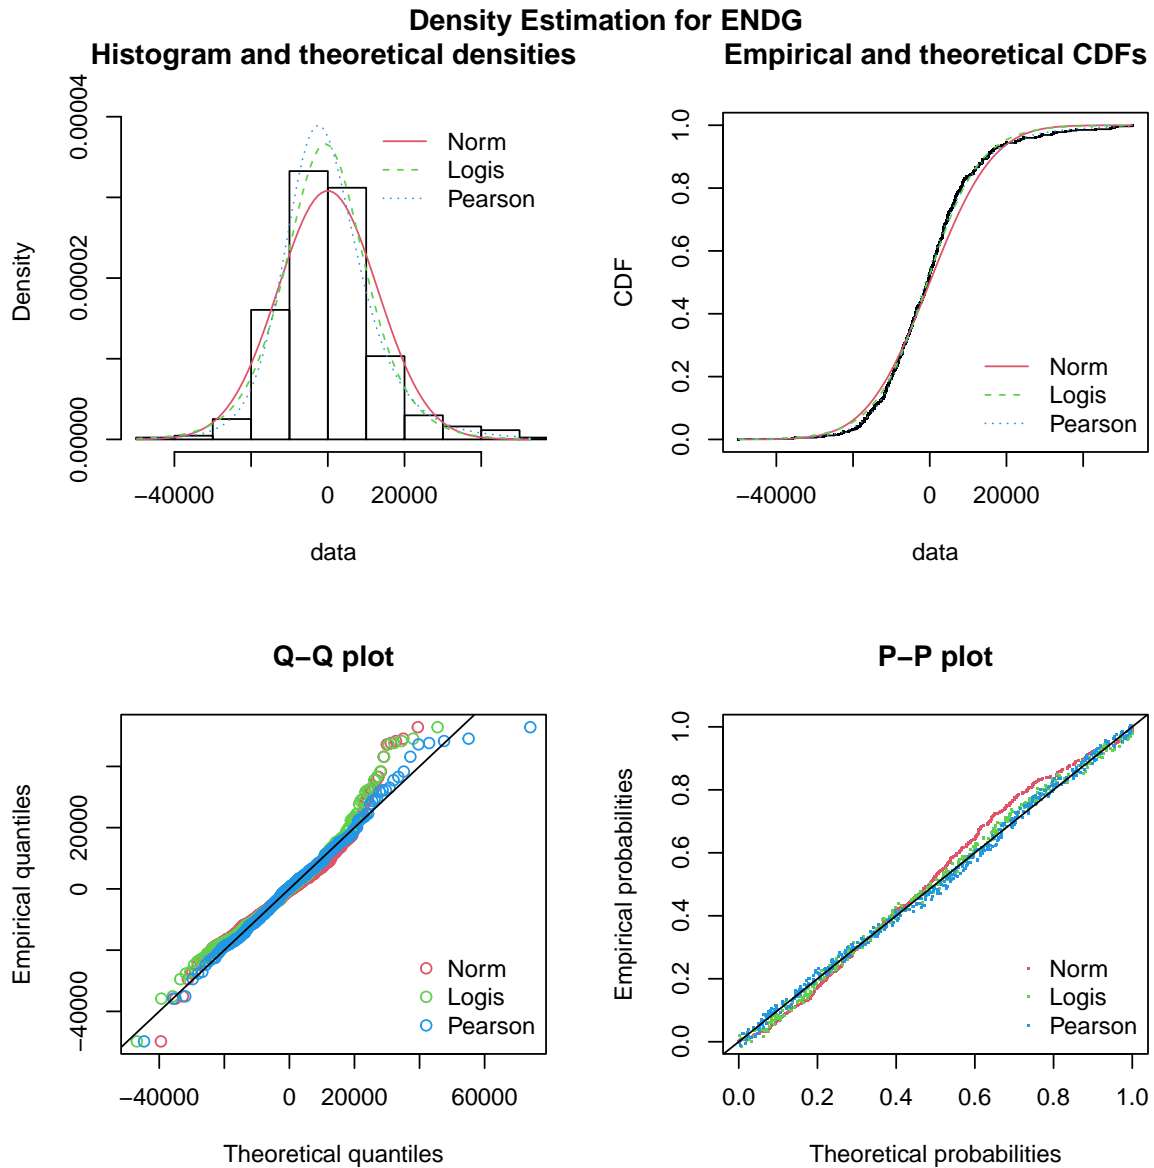 Density Estimation for ENDG
Histogram and theoretical densities
Density
0.00000
0.00002
0.00004
Norm
Logis
Pearson
−40000
0
20000
data
Empirical and theoretical CDFs
CDF
0.0
0.2
0.4
0.6
0.8
1.0
Norm
Logis
Pearson
−40000
0
20000
data
Q−Q plot
Empirical quantiles
−40000
0
20000
Norm
Logis
Pearson
−40000
0
20000
60000
Theoretical quantiles
P−P plot
Empirical probabilities
0.0
0.2
0.4
0.6
0.8
1.0
Norm
Logis
Pearson
0.0
0.2
0.4
0.6
0.8
1.0
Theoretical probabilities